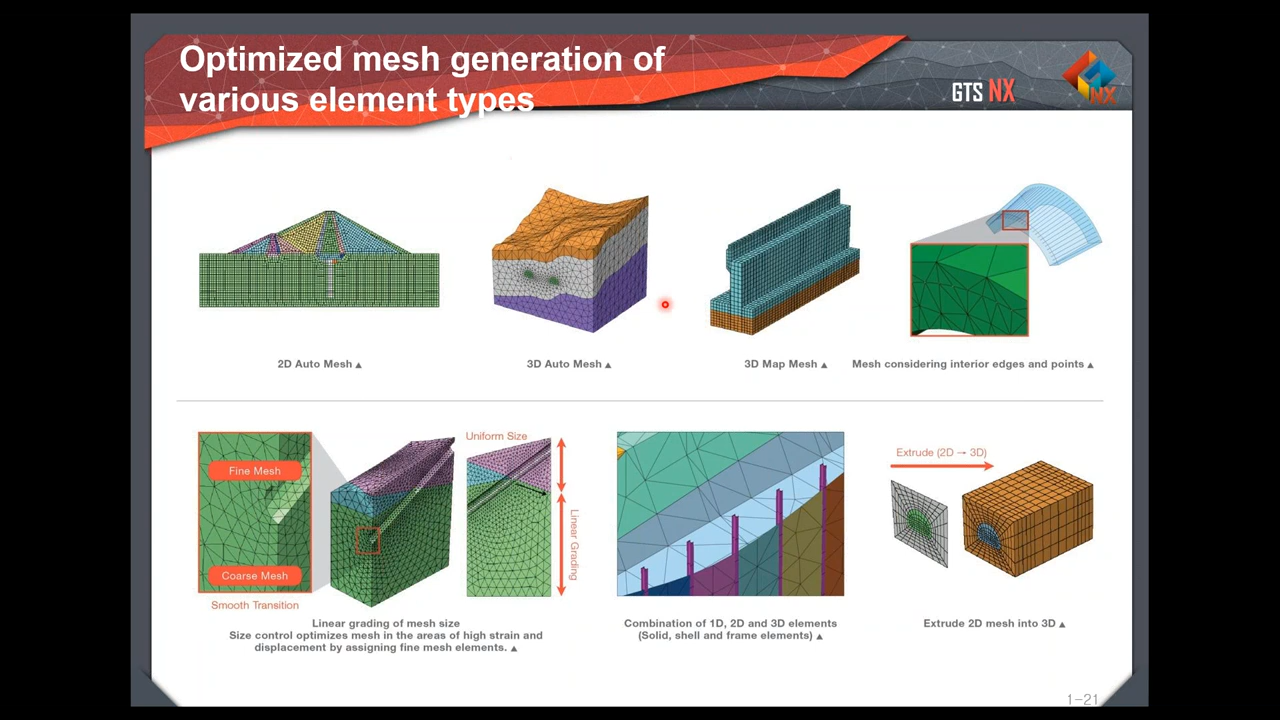 Optimized mesh generation of
various element types
GTS NX
NX
2D Auto Mesh ▲
3D Auto Mesh ▲
3D Map Mesh ▲
Mesh considering interior edges and points ▲
Fine Mesh
Coarse Mesh
Smooth Transition
Uniform Size
Linear Grading
Linear grading of mesh size
Size control optimizes mesh in the areas of high strain and
displacement by assigning fine mesh elements. ▲
Combination of 1D, 2D and 3D elements
(Solid, shell and frame elements) ▲
Extrude (2D → 3D)
Extrude 2D mesh into 3D ▲
1-21